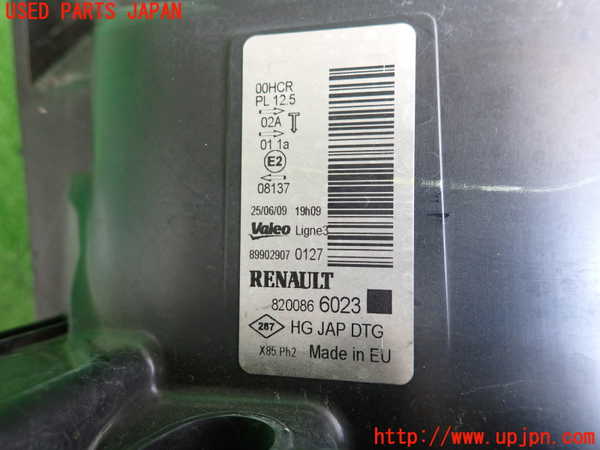 USED PARTS JAPAN
00HCR
PL 12.5
02A
01 1a
E2
08137
25/06/09 19h09
Valeo Ligne3
89902907 0127
RENAULT
820086 6023
287 HG JAP DTG
X85 Ph2 Made in EU
http://www.upjpn.com/